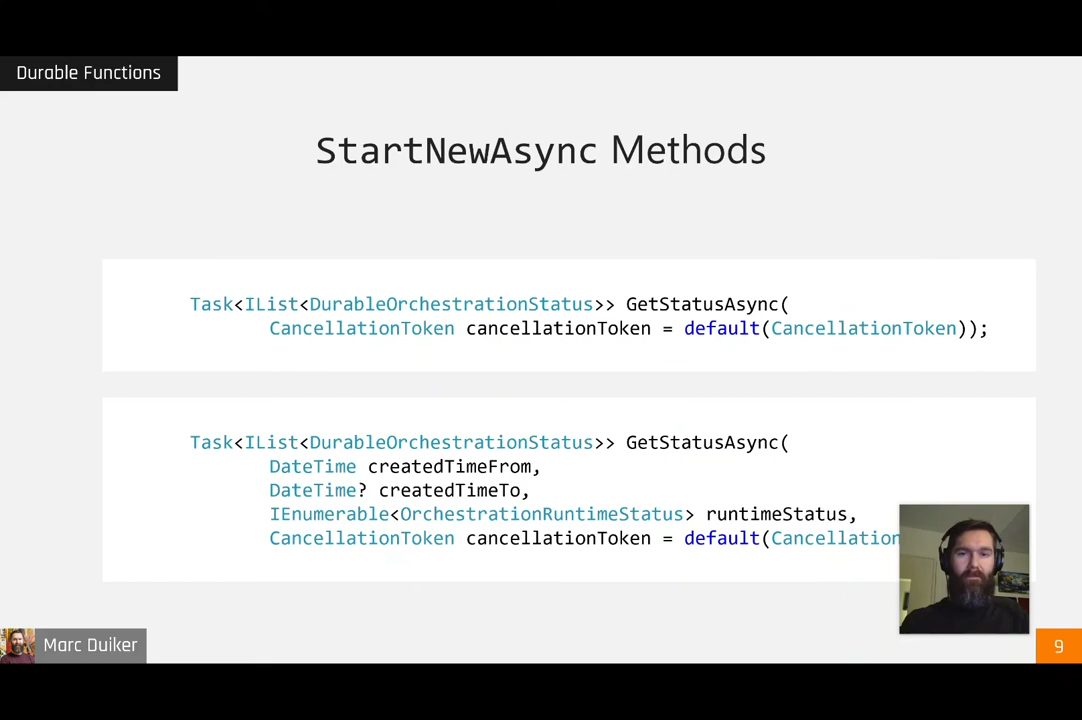 Durable Functions
StartNewAsync Methods
Task<IList<DurableOrchestrationStatus>> GetStatusAsync(
CancellationToken cancellationToken = default(CancellationToken));
Task<IList<DurableOrchestrationStatus>> GetStatusAsync(
DateTime createdTimeFrom,
DateTime? createdTimeTo,
IEnumerable<OrchestrationRuntimeStatus> runtimeStatus,
CancellationToken cancellationToken = default(Cancellation
Marc Duiker
9